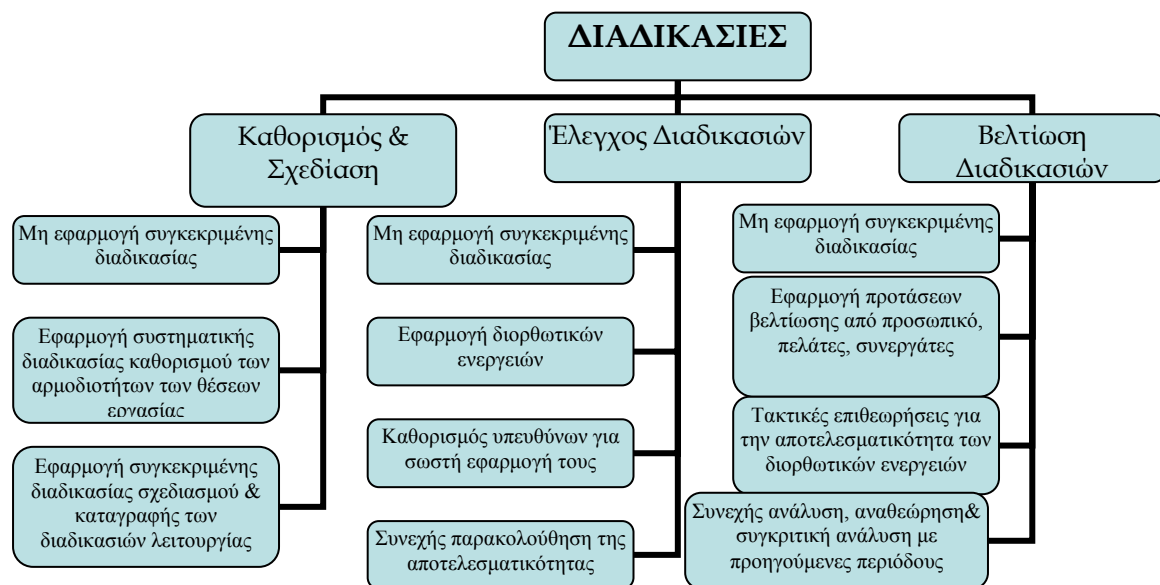 ΔΙΑΔΙΚΑΣΙΕΣ
Καθορισμός &
Σχεδίαση
Μη εφαρμογή συγκεκριμένης
διαδικασίας
Εφαρμογή συστηματικής
διαδικασίας καθορισμού των
αρμοδιοτήτων των θέσεων
εργασίας
Εφαρμογή συγκεκριμένης
διαδικασίας σχεδιασμού &
καταγραφής των
διαδικασιών λειτουργίας
Έλεγχος Διαδικασιών
Μη εφαρμογή συγκεκριμένης
διαδικασίας
Εφαρμογή διορθωτικών
ενεργειών
Καθορισμός υπευθύνων για
σωστή εφαρμογή τους
Συνεχής παρακολούθηση της
αποτελεσματικότητας
Βελτίωση
Διαδικασιών
Μη εφαρμογή συγκεκριμένης
διαδικασίας
Εφαρμογή προτάσεων
βελτίωσης από προσωπικό,
πελάτες, συνεργάτες
Τακτικές επιθεωρήσεις για
την αποτελεσματικότητα των
διορθωτικών ενεργειών
Συνεχής ανάλυση, αναθεώρηση&
συγκριτική ανάλυση με
προηγούμενες περιόδους